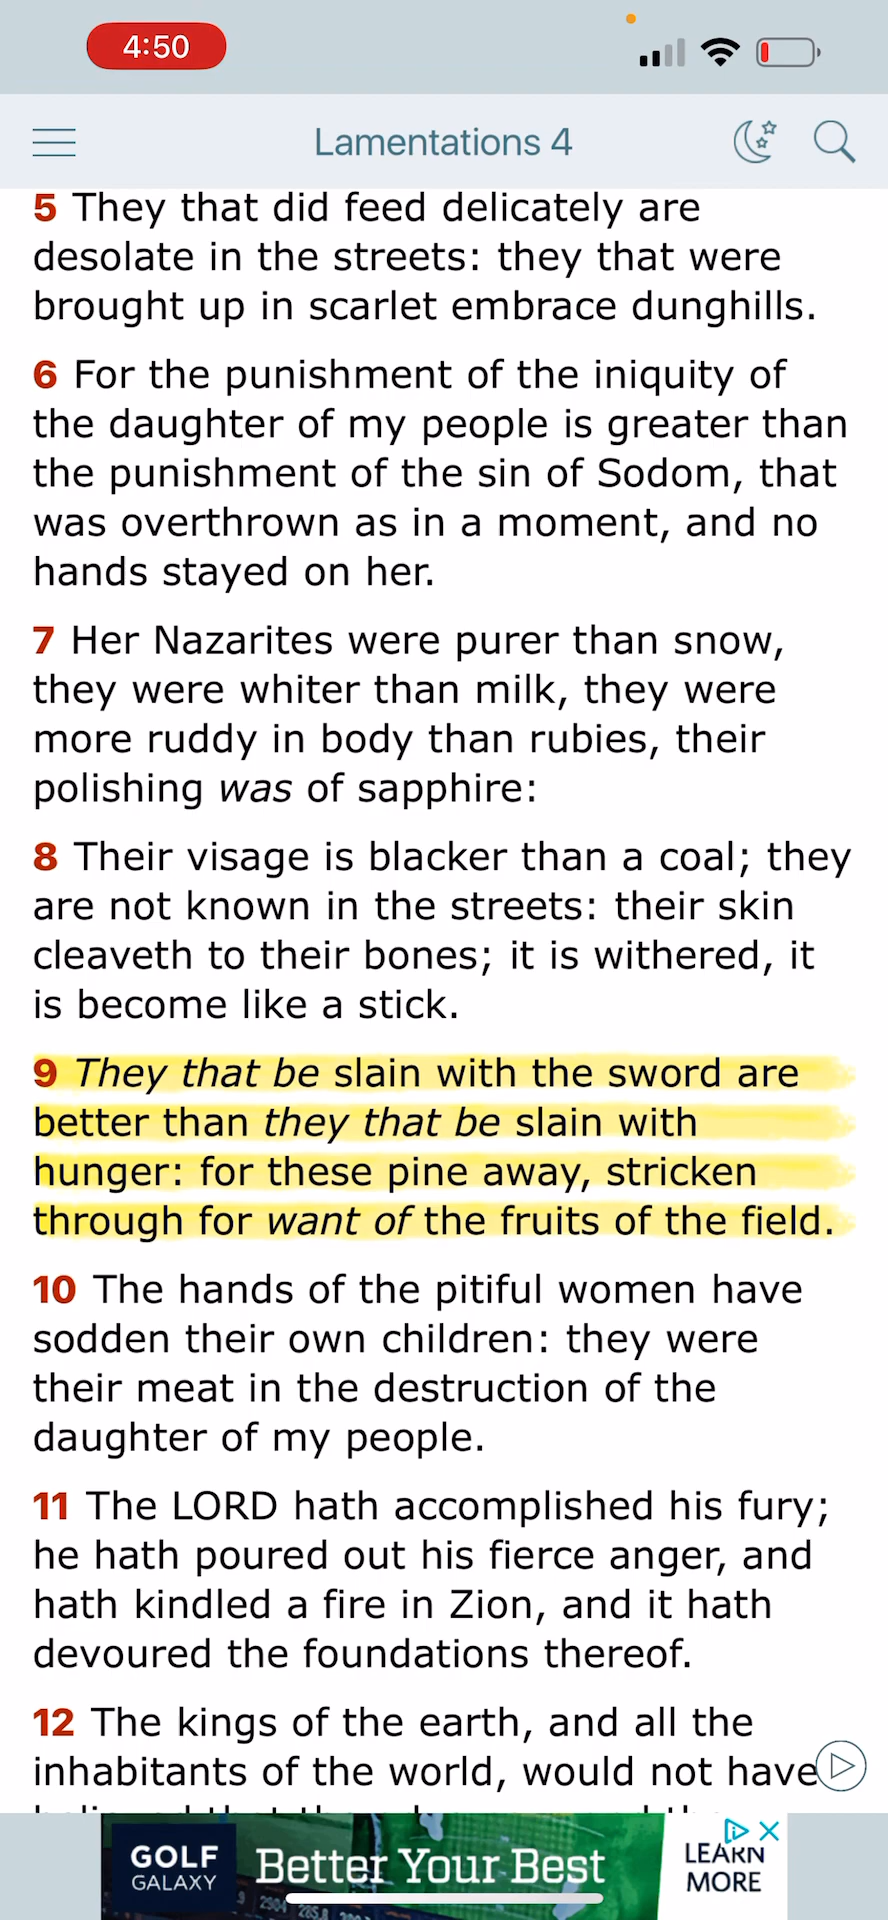 4:50
Lamentations 4
5 They that did feed delicately are
desolate in the streets: they that were
brought up in scarlet embrace dunghills.
6 For the punishment of the iniquity of
the daughter of my people is greater than
the punishment of the sin of Sodom, that
was overthrown as in a moment, and no
hands stayed on her.
7 Her Nazarites were purer than snow,
they were whiter than milk, they were
more ruddy in body than rubies, their
polishing was of sapphire:
8 Their visage is blacker than a coal; they
are not known in the streets: their skin
cleaveth to their bones; it is withered, it
is become like a stick.
9 They that be slain with the sword are
better than they that be slain with
hunger: for these pine away, stricken
through for want of the fruits of the field.
10 The hands of the pitiful women have
sodden their own children: they were
their meat in the destruction of the
daughter of my people.
11 The LORD hath accomplished his fury;
he hath poured out his fierce anger, and
hath kindled a fire in Zion, and it hath
devoured the foundations thereof.
12 The kings of the earth, and all the
inhabitants of the world, would not have
GOLF
GALAXY
Better Your Best
LEARN
MORE